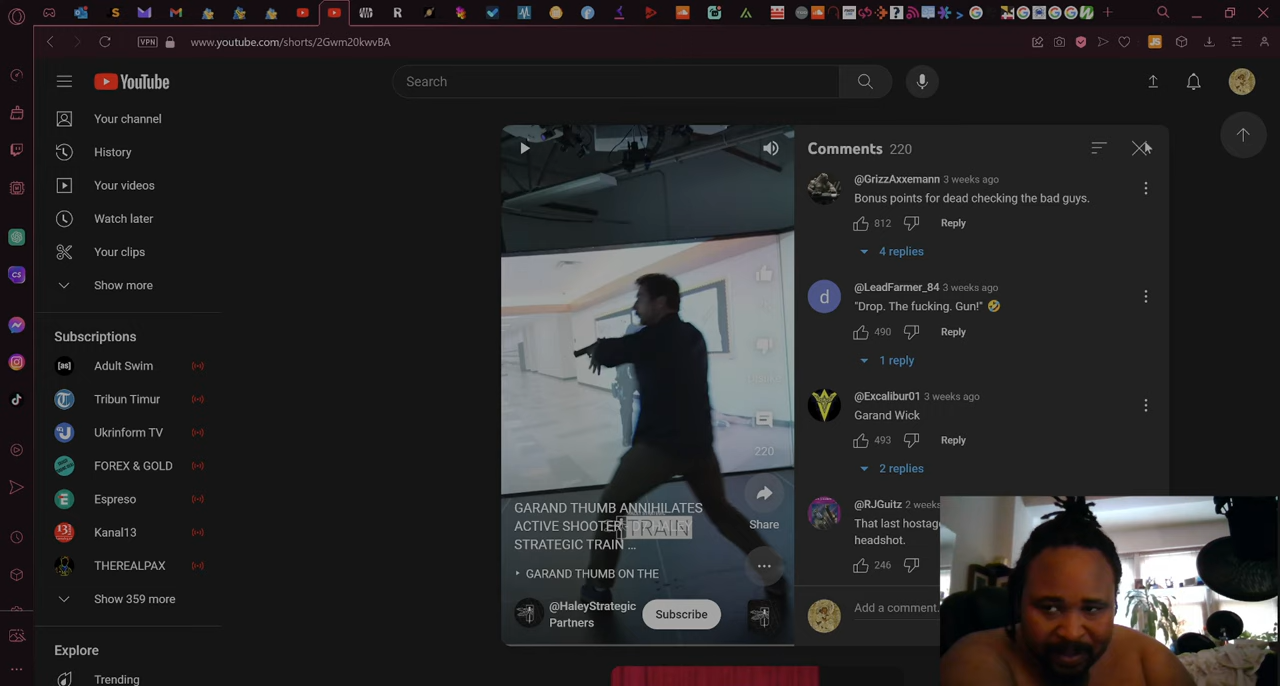 VPN
www.youtube.com/shorts/2Gwm20kwvBA
JS
YouTube
Search
Your channel
History
Your videos
Watch later
Your clips
Show more
Subscriptions
Adult Swim
Tribun Timur
Ukrinform TV
FOREX & GOLD
Espreso
Kanal13
THEREALPAX
Show 359 more
Explore
Trending
220
Share
GARAND THUMB ANNIHILATES
ACTIVE SHOOTER
STRATEGIC TRAIN ...
TRAIN
GARAND THUMB ON THE
@HaleyStrategic
Partners
Subscribe
Comments 220
@GrizzAxxemann 3 weeks ago
Bonus points for dead checking the bad guys.
812 Reply
4 replies
d
@LeadFarmer_84 3 weeks ago
"Drop. The fucking. Gun!" 🤣
490 Reply
1 reply
@Excalibur01 3 weeks ago
Garand Wick
493 Reply
2 replies
@RJGuitz 2 weeks
That last hostag
headshot.
246
Add a comment.